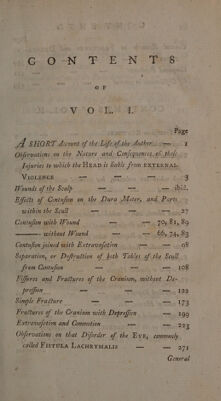 CONTENTS
OF
VOL. I.
Page
A SHORT Account of the Life of the Author — 1
Observations on the Nature and Consequences of those
Injuries to which the HEAD is liable from EXTERNAL
VIOLENCE — — — 3
Wounds of the Scalp — — — ibid.
Effects of Contusion on the Dura Mater, and Parts
within the Scull — — — 27
Contusion with Wound — — 70, 81, 89
——— without Wound — 66, 74, 83
Contusion joined with Extravasation — 98
Separation, or Destruction of both Tables of the Scull
from Contusion — — — 108
Fissures and Fractures of the Cranium, without De-
pression — — — 122
Simple Fracture — — — 173
Fractures of the Cranium with Depression — 199
Extravasation and Commotion — — 223
Observations on that Disorder of the EYE, commonly
called FISTULA LACHRYMALIS — — 271
General